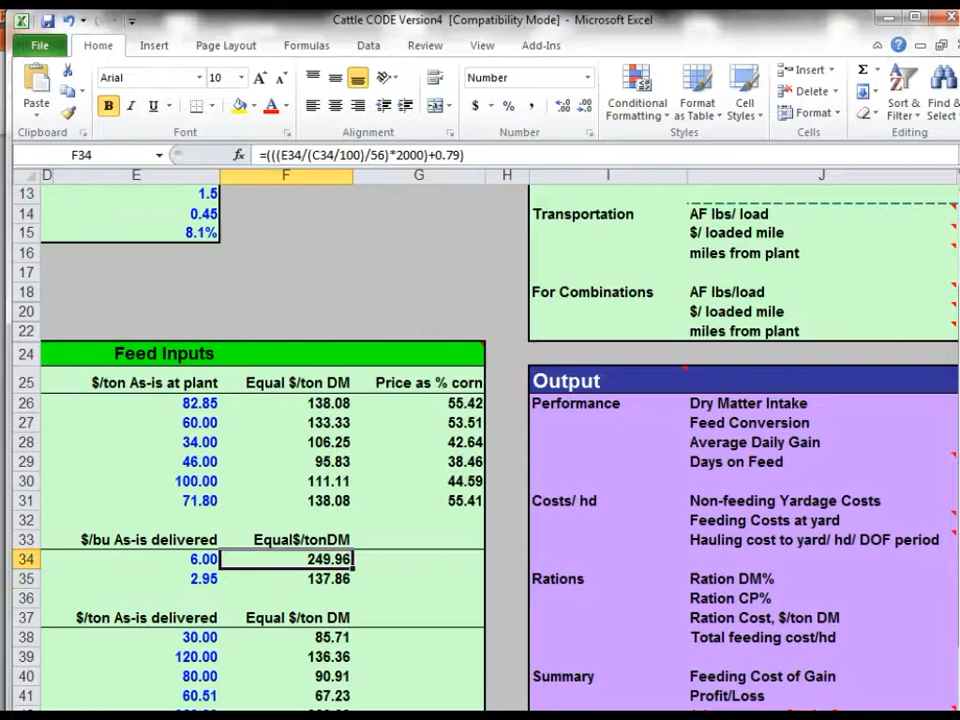 Cattle CODE Version4 [Compatibility Mode] - Microsoft Excel
File Home Insert Page Layout Formulas Data Review View Add-Ins
Paste
Arial 10
B I U
Number
$ % ,
Conditional Formatting
Format as Table
Cell Styles
Insert
Delete
Format
Σ
Sort & Filter
Find & Select
Clipboard Font Alignment Number Styles Cells Editing
F34 fx =(((E34/(C34/100)/56)*2000)+0.79)
D E F G H I J
13 1.5
14 0.45 Transportation AF lbs/ load
15 8.1% $/ loaded mile
16 miles from plant
17
18 For Combinations AF lbs/load
20 $/ loaded mile
22 miles from plant
24 Feed Inputs
25 $/ton As-is at plant Equal $/ton DM Price as % corn Output
26 82.85 138.08 55.42 Performance Dry Matter Intake
27 60.00 133.33 53.51 Feed Conversion
28 34.00 106.25 42.64 Average Daily Gain
29 46.00 95.83 38.46 Days on Feed
30 100.00 111.11 44.59
31 71.80 138.08 55.41 Costs/ hd Non-feeding Yardage Costs
32 Feeding Costs at yard
33 $/bu As-is delivered Equal$/tonDM Hauling cost to yard/ hd/ DOF period
34 6.00 249.96
35 2.95 137.86 Rations Ration DM%
36 Ration CP%
37 $/ton As-is delivered Equal $/ton DM Ration Cost, $/ton DM
38 30.00 85.71 Total feeding cost/hd
39 120.00 136.36
40 80.00 90.91 Summary Feeding Cost of Gain
41 60.51 67.23 Profit/Loss